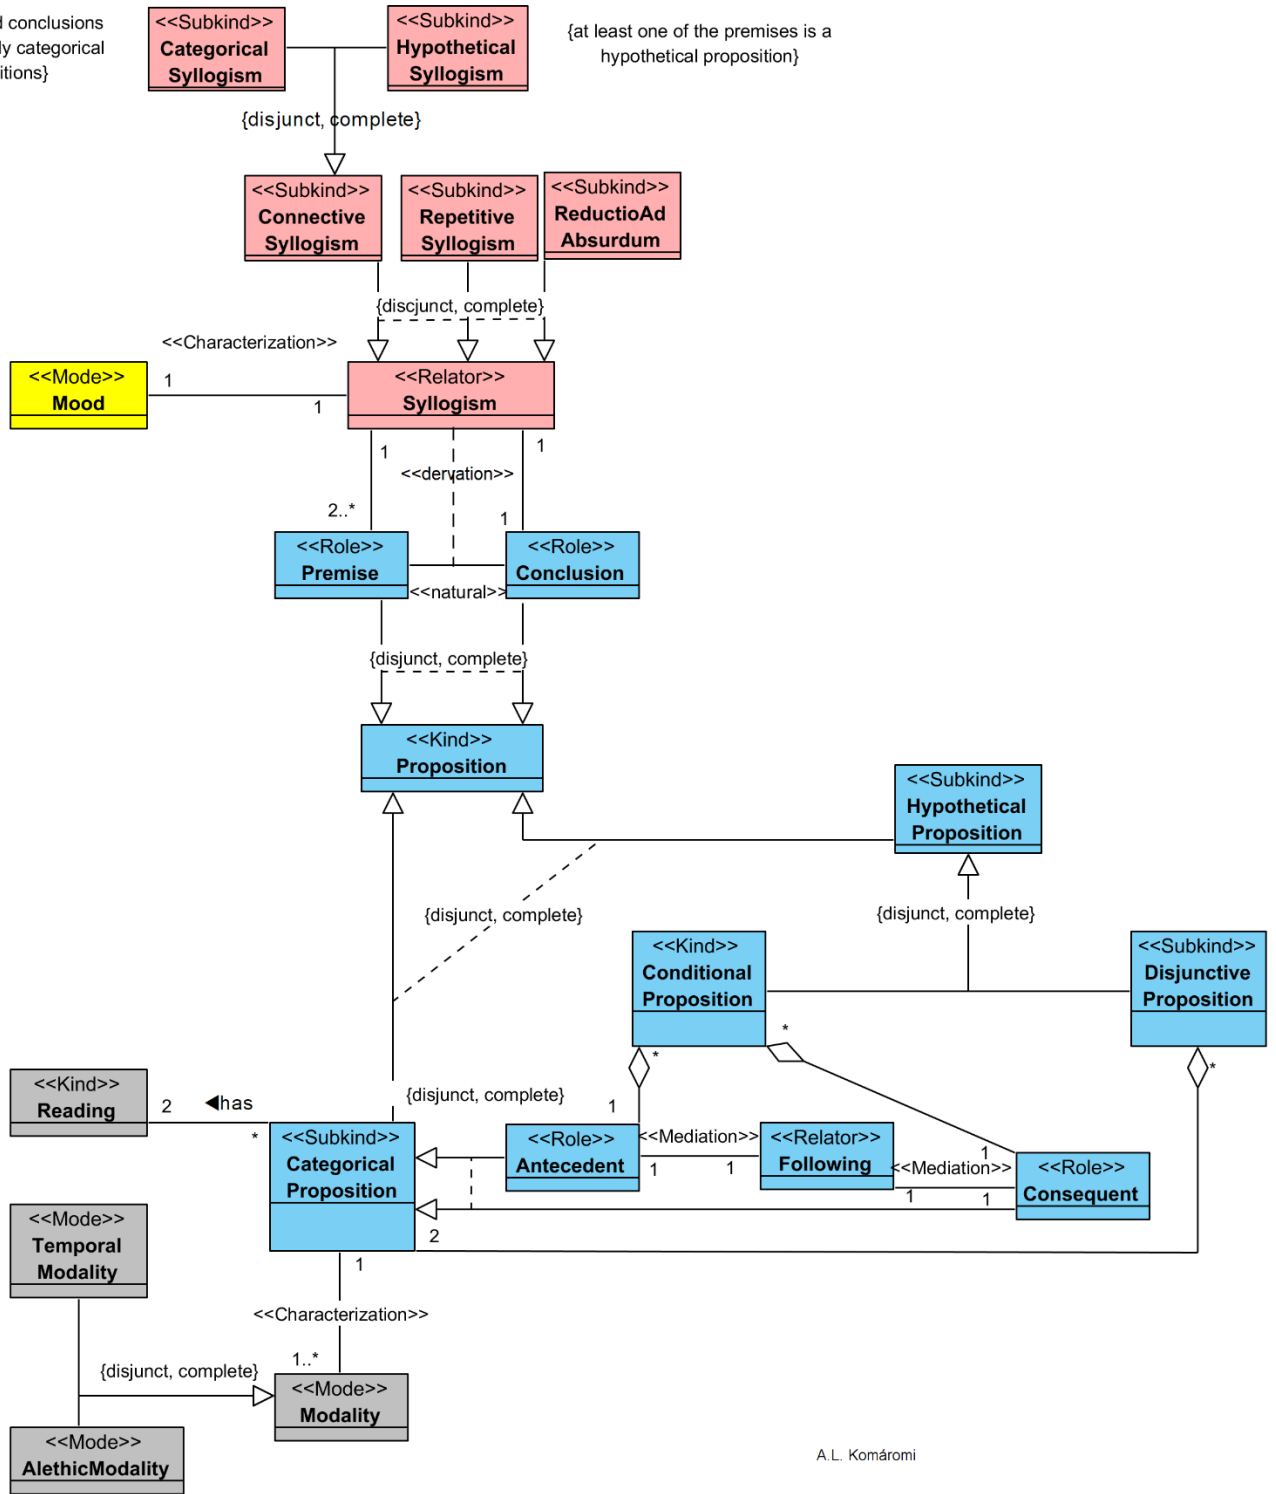 d conclusions
ly categorical
itions}
<<Subkind>>
Categorical
Syllogism
<<Subkind>>
Hypothetical
Syllogism
{at least one of the premises is a
hypothetical proposition}
{disjunct, complete}
<<Subkind>>
Connective
Syllogism
<<Subkind>>
Repetitive
Syllogism
<<Subkind>>
ReductioAd
Absurdum
{discjunct, complete}
<<Characterization>>
<<Mode>>
Mood
1
1
<<Relator>>
Syllogism
1
1
<<dervation>>
2..*
1
<<Role>>
Premise
<<Role>>
Conclusion
<<natural>>
{disjunct, complete}
<<Kind>>
Proposition
<<Subkind>>
Hypothetical
Proposition
{disjunct, complete}
{disjunct, complete}
<<Kind>>
Conditional
Proposition
<<Subkind>>
Disjunctive
Proposition
*
*
*
<<Kind>>
Reading
2
◀has
*
{disjunct, complete}
1
<<Subkind>>
Categorical
Proposition
<<Role>>
Antecedent
<<Mediation>>
1
1
<<Relator>>
Following
<<Mediation>>
1
1
1
<<Role>>
Consequent
2
1
<<Mode>>
Temporal
Modality
<<Characterization>>
1..*
{disjunct, complete}
<<Mode>>
Modality
<<Mode>>
AlethicModality
A.L. Komáromi